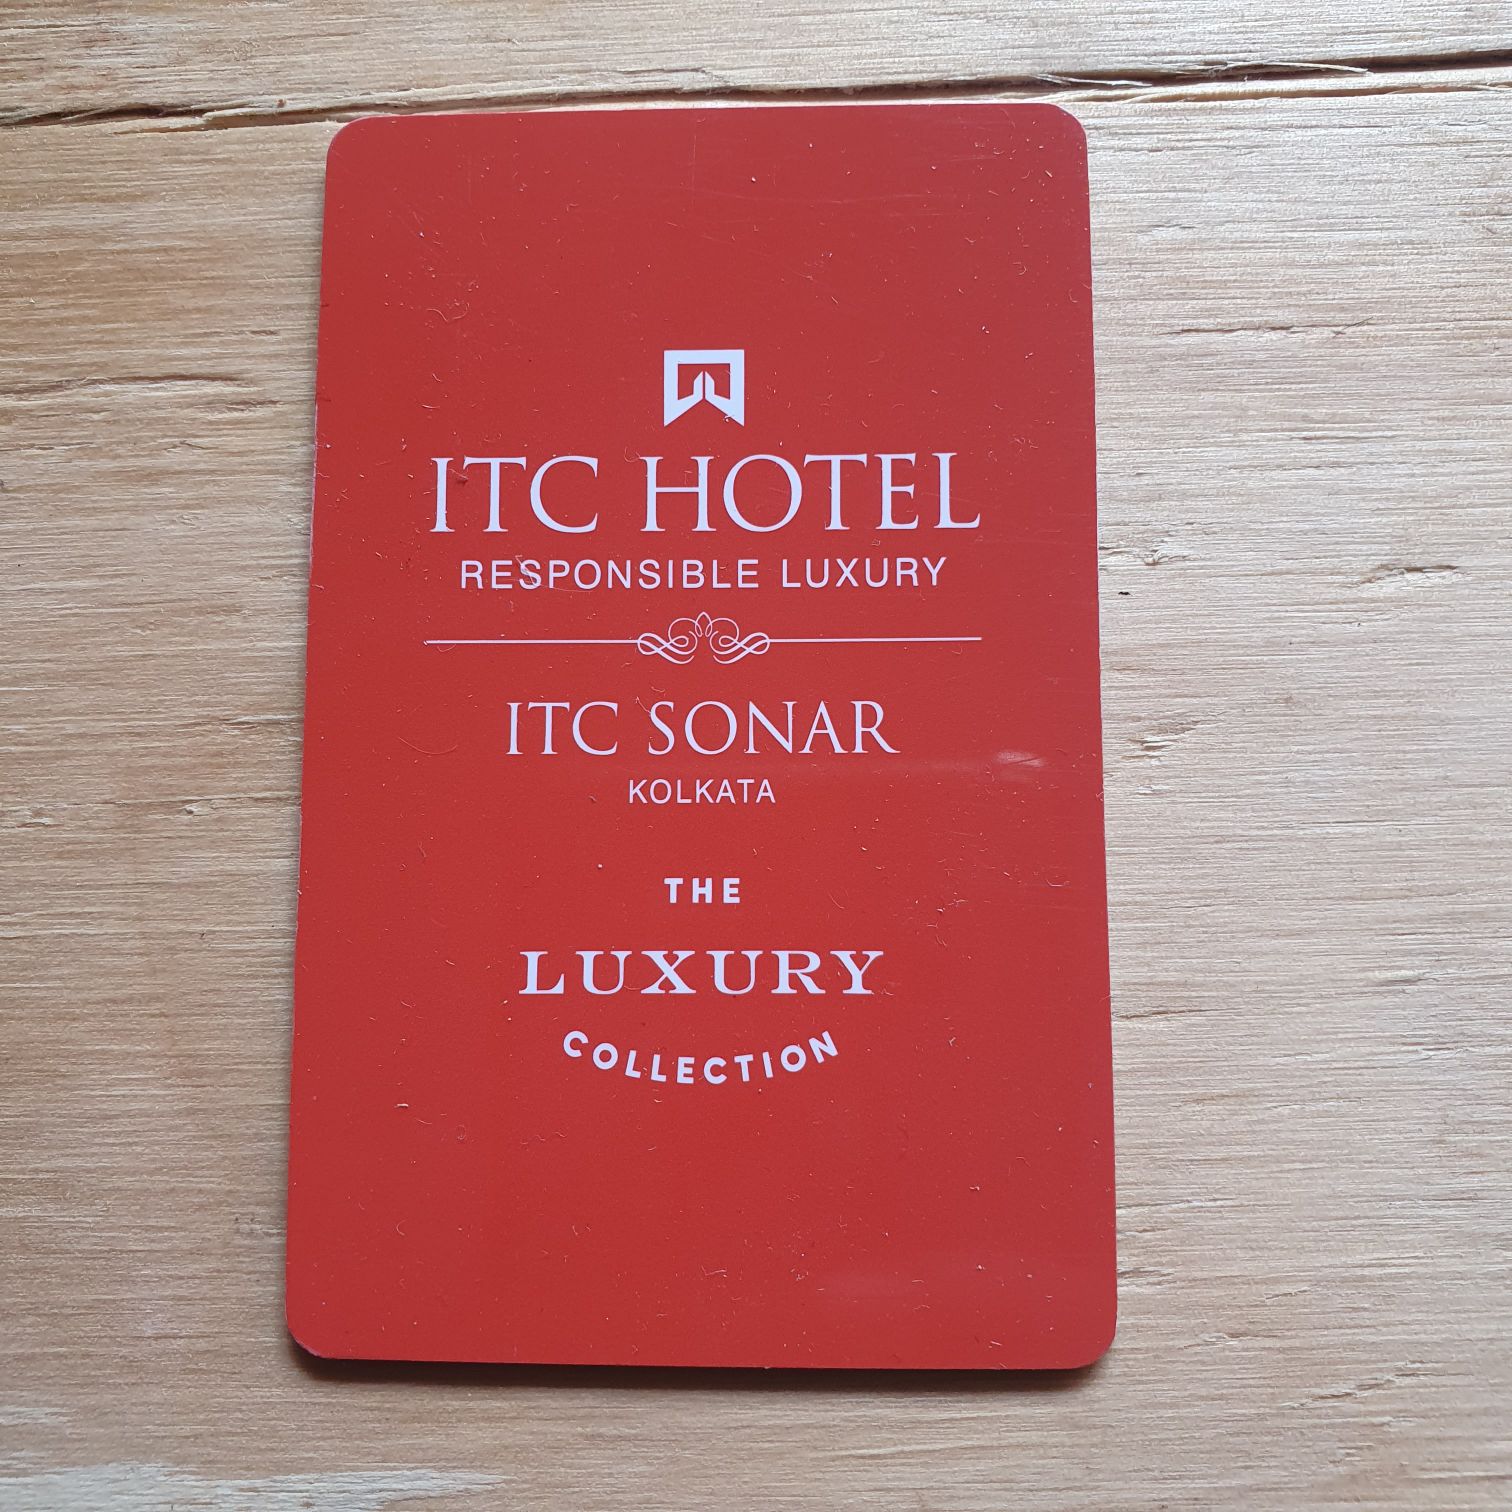 ITC HOTEL
RESPONSIBLE LUXURY
ITC SONAR
KOLKATA
THE
LUXURY
COLLECTION